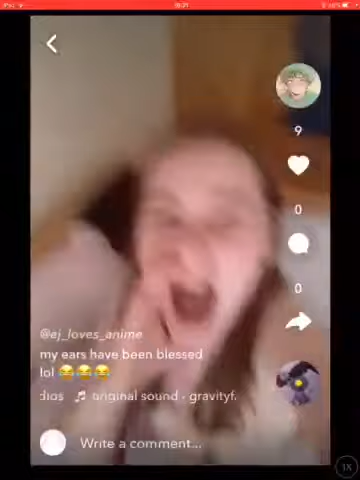 9
0
0
@ej_loves_anime
my ears have been blessed
lol 😂😂😂
dios ♬ original sound - gravityf.
Write a comment...
1X